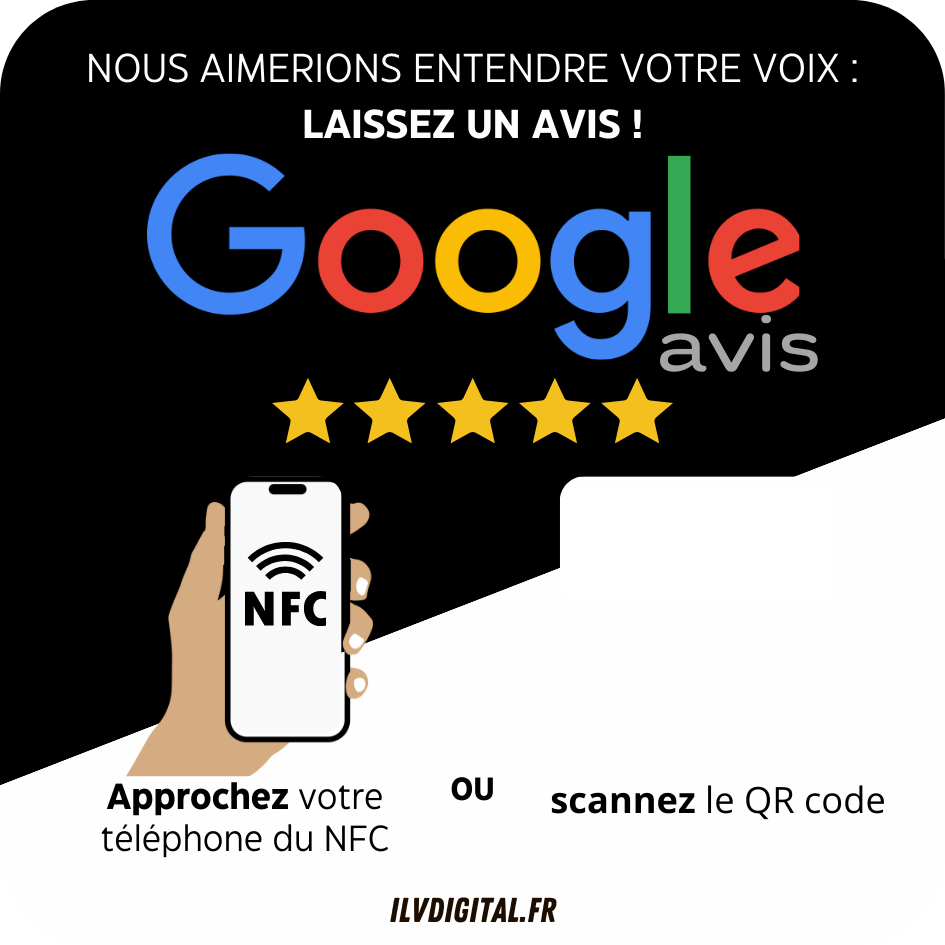 NOUS AIMERIONS ENTENDRE VOTRE VOIX :
LAISSEZ UN AVIS !
Google
avis
NFC
Approchez votre
téléphone du NFC
OU
scannez le QR code
ILVDIGITAL.FR